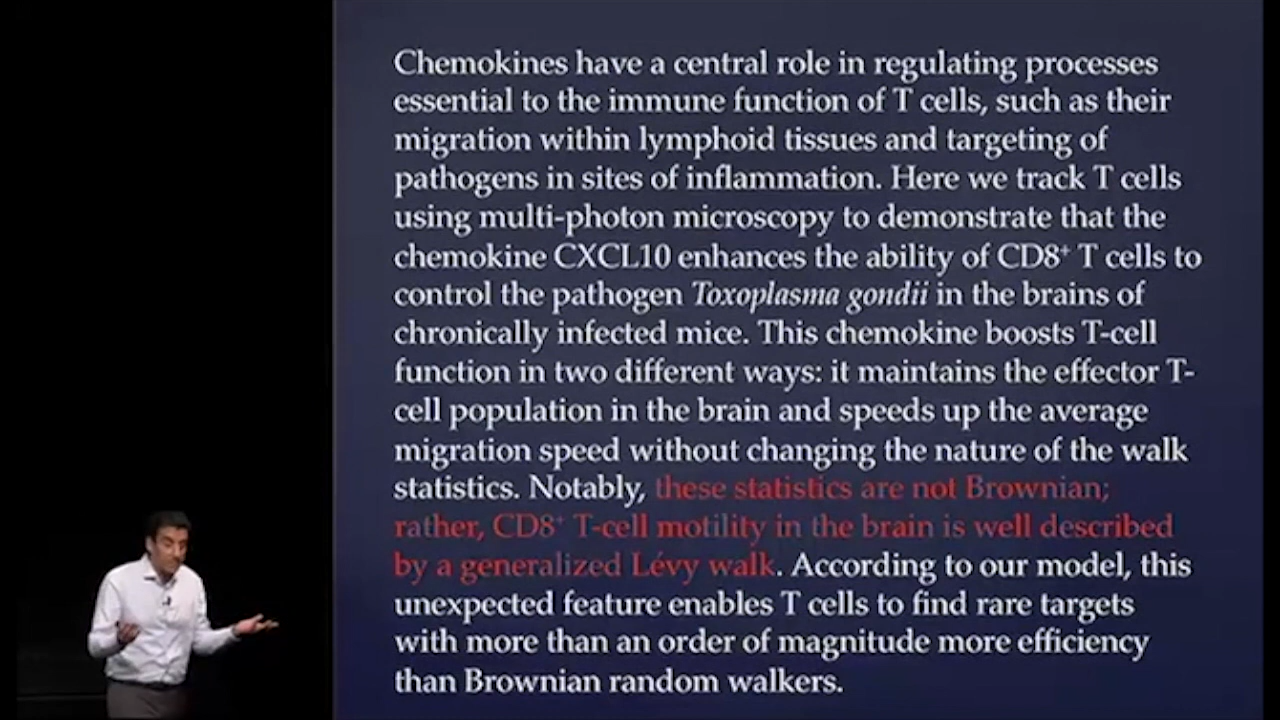 Chemokines have a central role in regulating processes
essential to the immune function of T cells, such as their
migration within lymphoid tissues and targeting of
pathogens in sites of inflammation. Here we track T cells
using multi-photon microscopy to demonstrate that the
chemokine CXCL10 enhances the ability of CD8⁺ T cells to
control the pathogen Toxoplasma gondii in the brains of
chronically infected mice. This chemokine boosts T-cell
function in two different ways: it maintains the effector T-
cell population in the brain and speeds up the average
migration speed without changing the nature of the walk
statistics. Notably, these statistics are not Brownian;
rather, CD8⁺ T-cell motility in the brain is well described
by a generalized Lévy walk. According to our model, this
unexpected feature enables T cells to find rare targets
with more than an order of magnitude more efficiency
than Brownian random walkers.